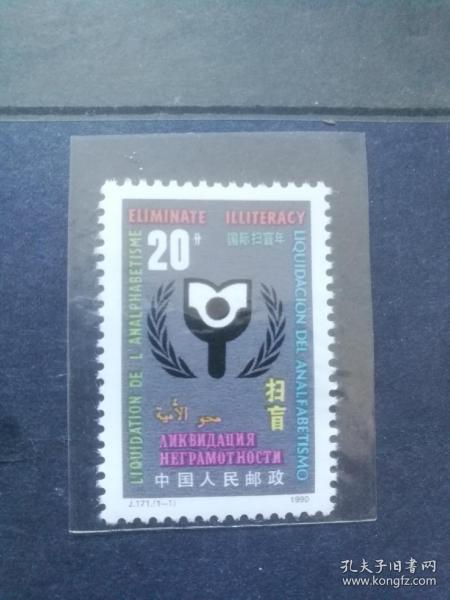 ELIMINATE ILLITERACY
20分
国际扫盲年
LIQUIDATION DE L'ANALPHABETISME
LIQUIDACION DEL ANALFABETISMO
扫盲
محو الأمية
ЛИКВИДАЦИЯ
НЕГРАМОТНОСТИ
中国人民邮政
J.171.(1-1)
1990
孔夫子旧书网
www.kongfz.com